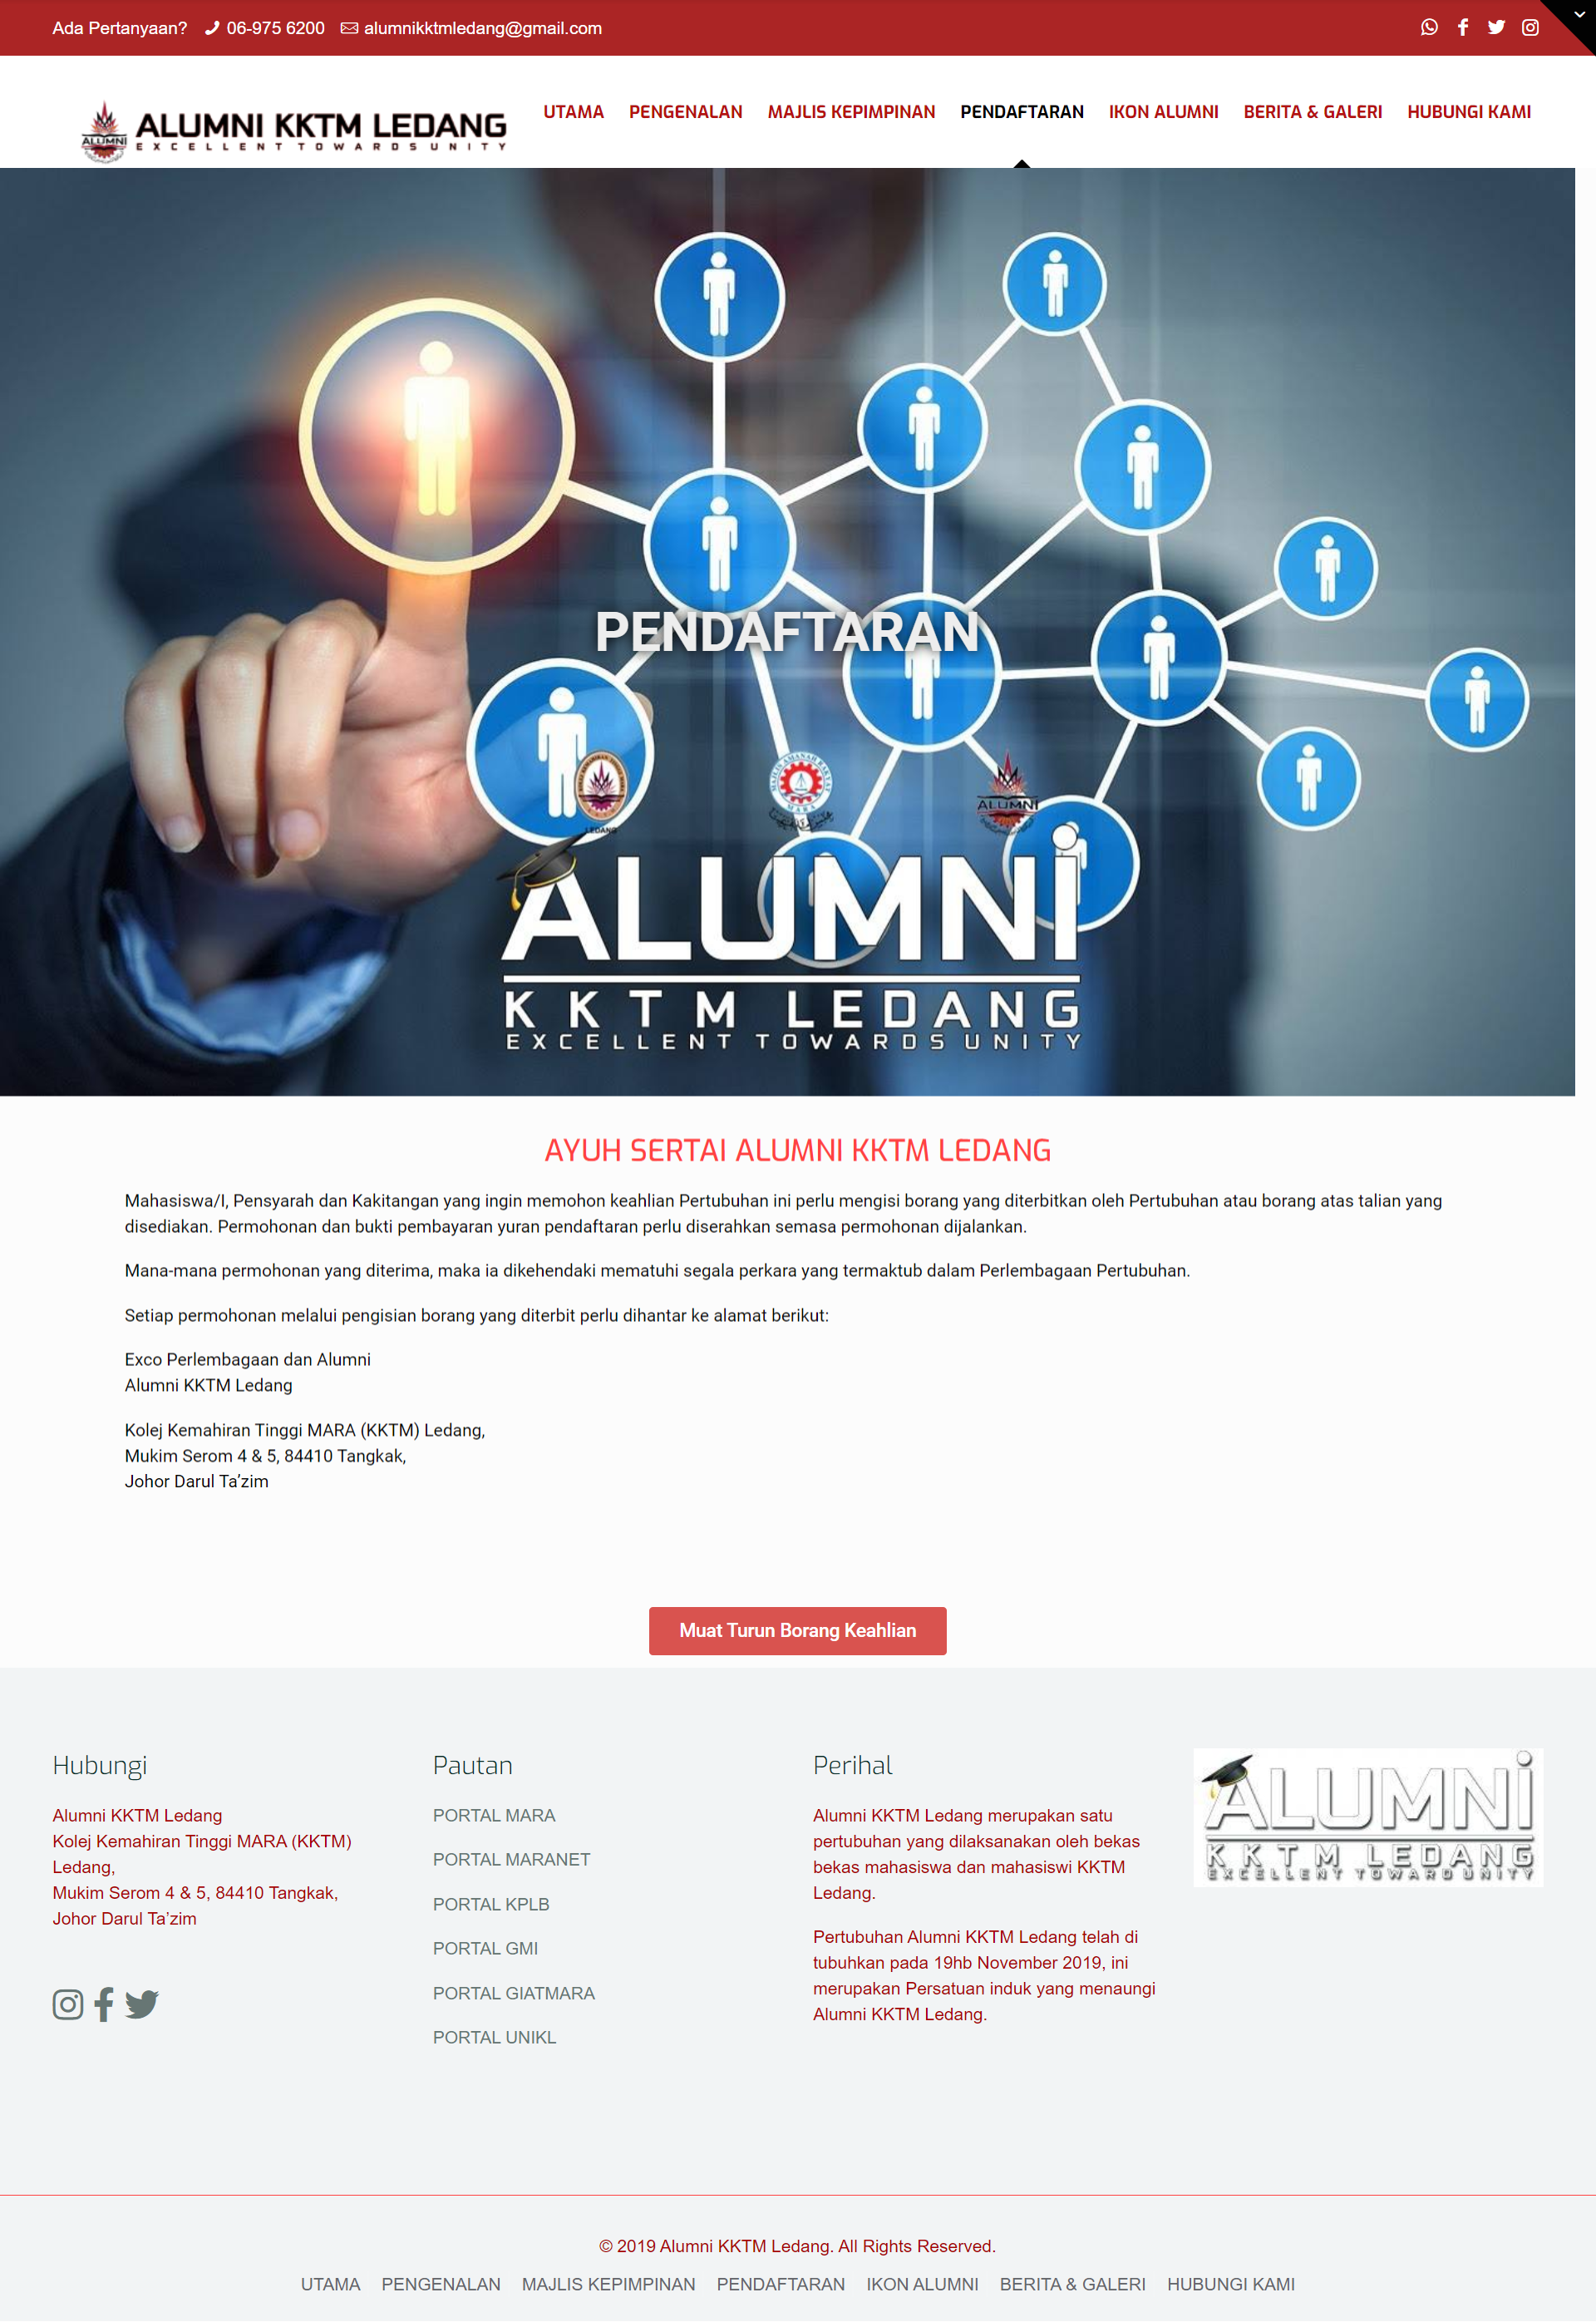 Ada Pertanyaan? 06-975 6200 alumnikktmledang@gmail.com
ALUMNI KKTM LEDANG
EXCELLENT TOWARDS UNITY
ALUMNI
UTAMA PENGENALAN MAJLIS KEPIMPINAN PENDAFTARAN IKON ALUMNI BERITA & GALERI HUBUNGI KAMI
PENDAFTARAN
LEDANG
MAJLIS AMANAH RAKYAT
MARA
ALUMNI
ALUMNi
KKTM LEDANG
EXCELLENT TOWARDS UNITY
AYUH SERTAI ALUMNI KKTM LEDANG
Mahasiswa/I, Pensyarah dan Kakitangan yang ingin memohon keahlian Pertubuhan ini perlu mengisi borang yang diterbitkan oleh Pertubuhan atau borang atas talian yang
disediakan. Permohonan dan bukti pembayaran yuran pendaftaran perlu diserahkan semasa permohonan dijalankan.
Mana-mana permohonan yang diterima, maka ia dikehendaki mematuhi segala perkara yang termaktub dalam Perlembagaan Pertubuhan.
Setiap permohonan melalui pengisian borang yang diterbit perlu dihantar ke alamat berikut:
Exco Perlembagaan dan Alumni
Alumni KKTM Ledang
Kolej Kemahiran Tinggi MARA (KKTM) Ledang,
Mukim Serom 4 & 5, 84410 Tangkak,
Johor Darul Ta’zim
Muat Turun Borang Keahlian
Hubungi
Alumni KKTM Ledang
Kolej Kemahiran Tinggi MARA (KKTM)
Ledang,
Mukim Serom 4 & 5, 84410 Tangkak,
Johor Darul Ta’zim
Pautan
PORTAL MARA
PORTAL MARANET
PORTAL KPLB
PORTAL GMI
PORTAL GIATMARA
PORTAL UNIKL
Perihal
Alumni KKTM Ledang merupakan satu
pertubuhan yang dilaksanakan oleh bekas
bekas mahasiswa dan mahasiswi KKTM
Ledang.
Pertubuhan Alumni KKTM Ledang telah di
tubuhkan pada 19hb November 2019, ini
merupakan Persatuan induk yang menaungi
Alumni KKTM Ledang.
ALUMNi
KKTM LEDANG
EXCELLENT TOWARD UNITY
© 2019 Alumni KKTM Ledang. All Rights Reserved.
UTAMA PENGENALAN MAJLIS KEPIMPINAN PENDAFTARAN IKON ALUMNI BERITA & GALERI HUBUNGI KAMI